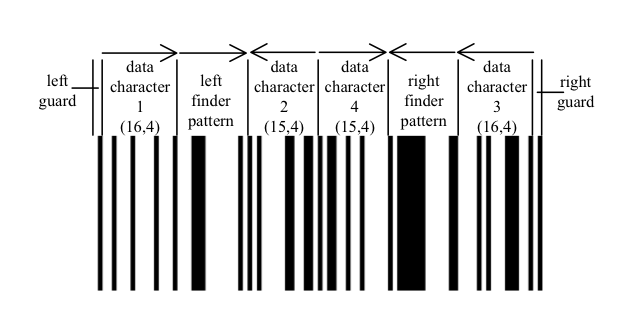 left
guard
data
character
1
(16,4)
left
finder
pattern
data
character
2
(15,4)
data
character
4
(15,4)
right
finder
pattern
data
character
3
(16,4)
right
guard